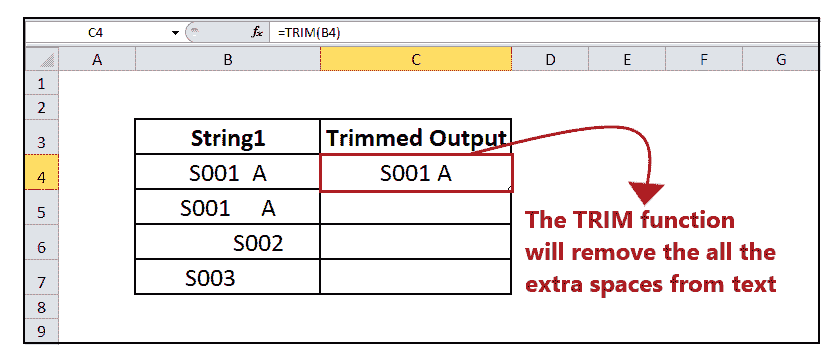 C4 fx =TRIM(B4)
A B C D E F G
1
2
3 String1 Trimmed Output
4 S001  A S001 A
5 S001     A
6 S002
7 S003
8
9
The TRIM function
will remove the all the
extra spaces from text